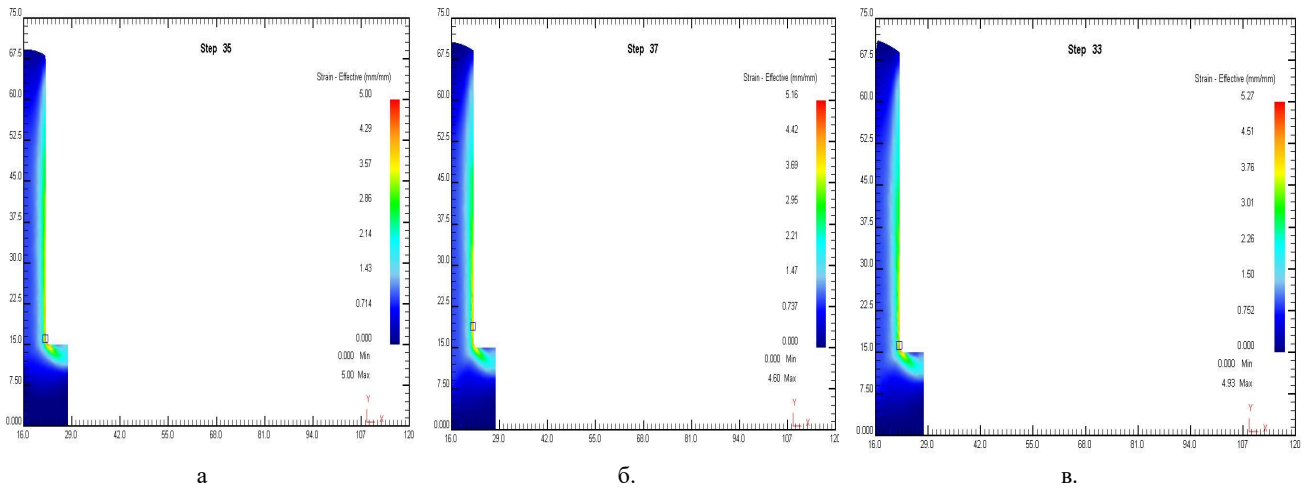 75.0
67.5
60.0
52.5
45.0
37.5
30.0
22.5
15.0
7.50
0.000
16.0 29.0 42.0 55.0 68.0 81.0 94.0 107 120
Step 35
Strain - Effective (mm/mm)
5.00
4.29
3.57
2.86
2.14
1.43
0.714
0.000
0.000 Min
5.00 Max
Y
X
а
75.0
67.5
60.0
52.5
45.0
37.5
30.0
22.5
15.0
7.50
0.000
16.0 29.0 42.0 55.0 68.0 81.0 94.0 107 120
Step 37
Strain - Effective (mm/mm)
5.16
4.42
3.69
2.95
2.21
1.47
0.737
0.000
0.000 Min
4.60 Max
Y
X
б.
75.0
67.5
60.0
52.5
45.0
37.5
30.0
22.5
15.0
7.50
0.000
16.0 29.0 42.0 55.0 68.0 81.0 94.0 107 120
Step 33
Strain - Effective (mm/mm)
5.27
4.51
3.76
3.01
2.26
1.50
0.752
0.000
0.000 Min
4.93 Max
Y
X
в.